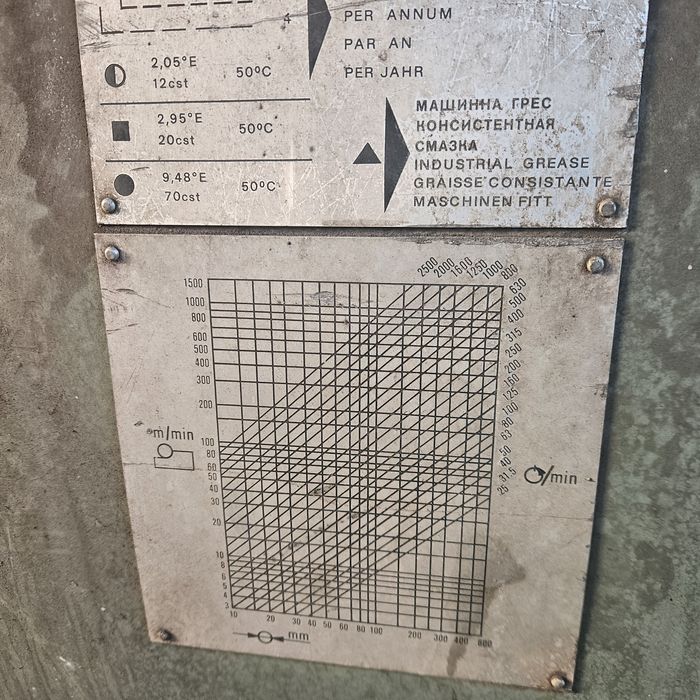 4
PER ANNUM
PAR AN
PER JAHR
2,05°E 50°C
12cst
2,95°E 50°C
20cst
9,48°E 50°C
70cst
МАШИННА ГРЕС
КОНСИСТЕНТНАЯ
СМАЗКА
INDUSTRIAL GREASE
GRAISSE CONSISTANTE
MASCHINEN FITT
2500 2000 1600 1250 1000 800
630
500
400
315
250
200
160
125
100
80
63
50
40
31,5
25
1500
1000
800
600
500
400
300
200
100
80
60
50
40
30
20
10
8
6
5
4
3
m/min
/min
10 20 30 40 50 60 80 100 200 300 400 600
mm